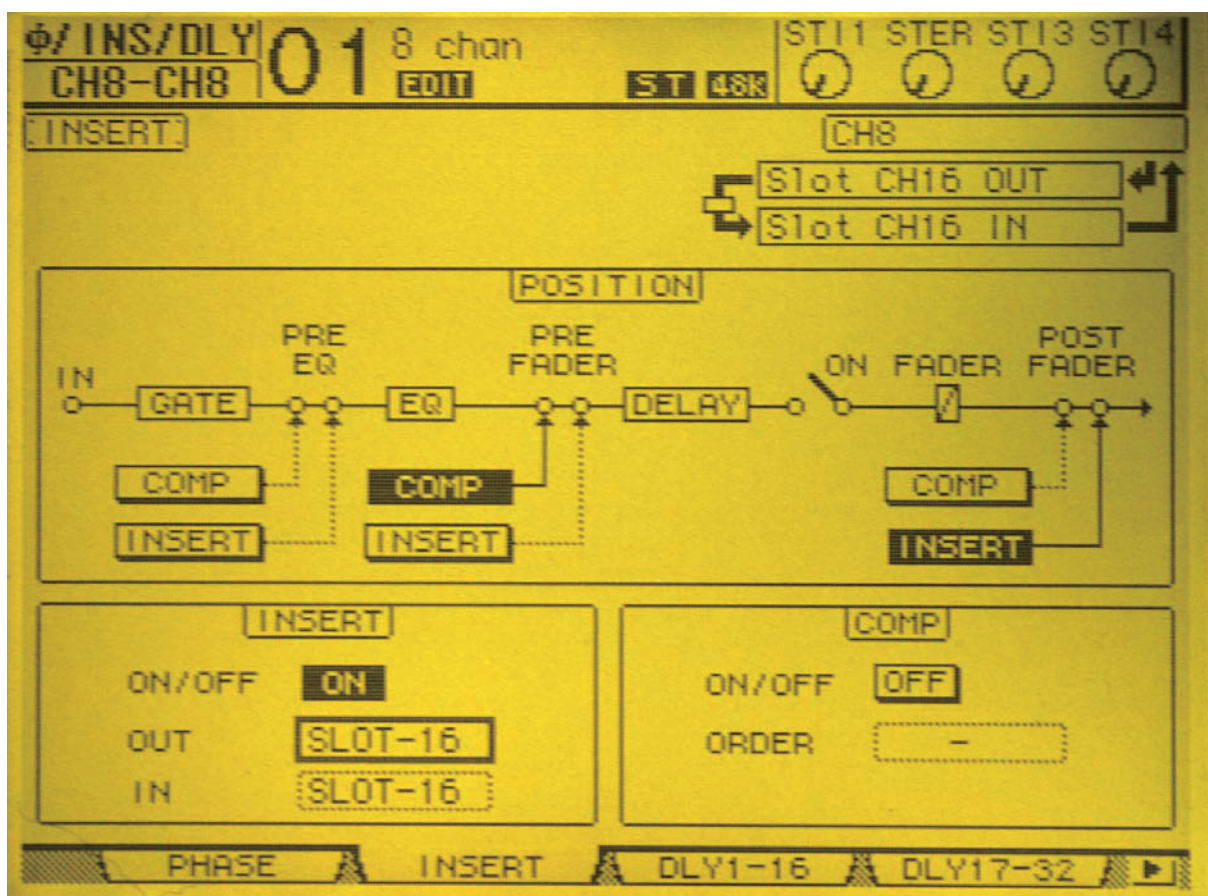 Φ/INS/DLY
CH8-CH8
01
8 chan
EDIT
ST 48K
STI1 STER STI3 STI4
INSERT
CH8
Slot CH16 OUT
Slot CH16 IN
POSITION
PRE EQ
PRE FADER
POST FADER
IN
GATE
EQ
DELAY
ON
FADER
COMP
COMP
COMP
INSERT
INSERT
INSERT
INSERT
ON/OFF ON
OUT SLOT-16
IN SLOT-16
COMP
ON/OFF OFF
ORDER -
PHASE INSERT DLY1-16 DLY17-32